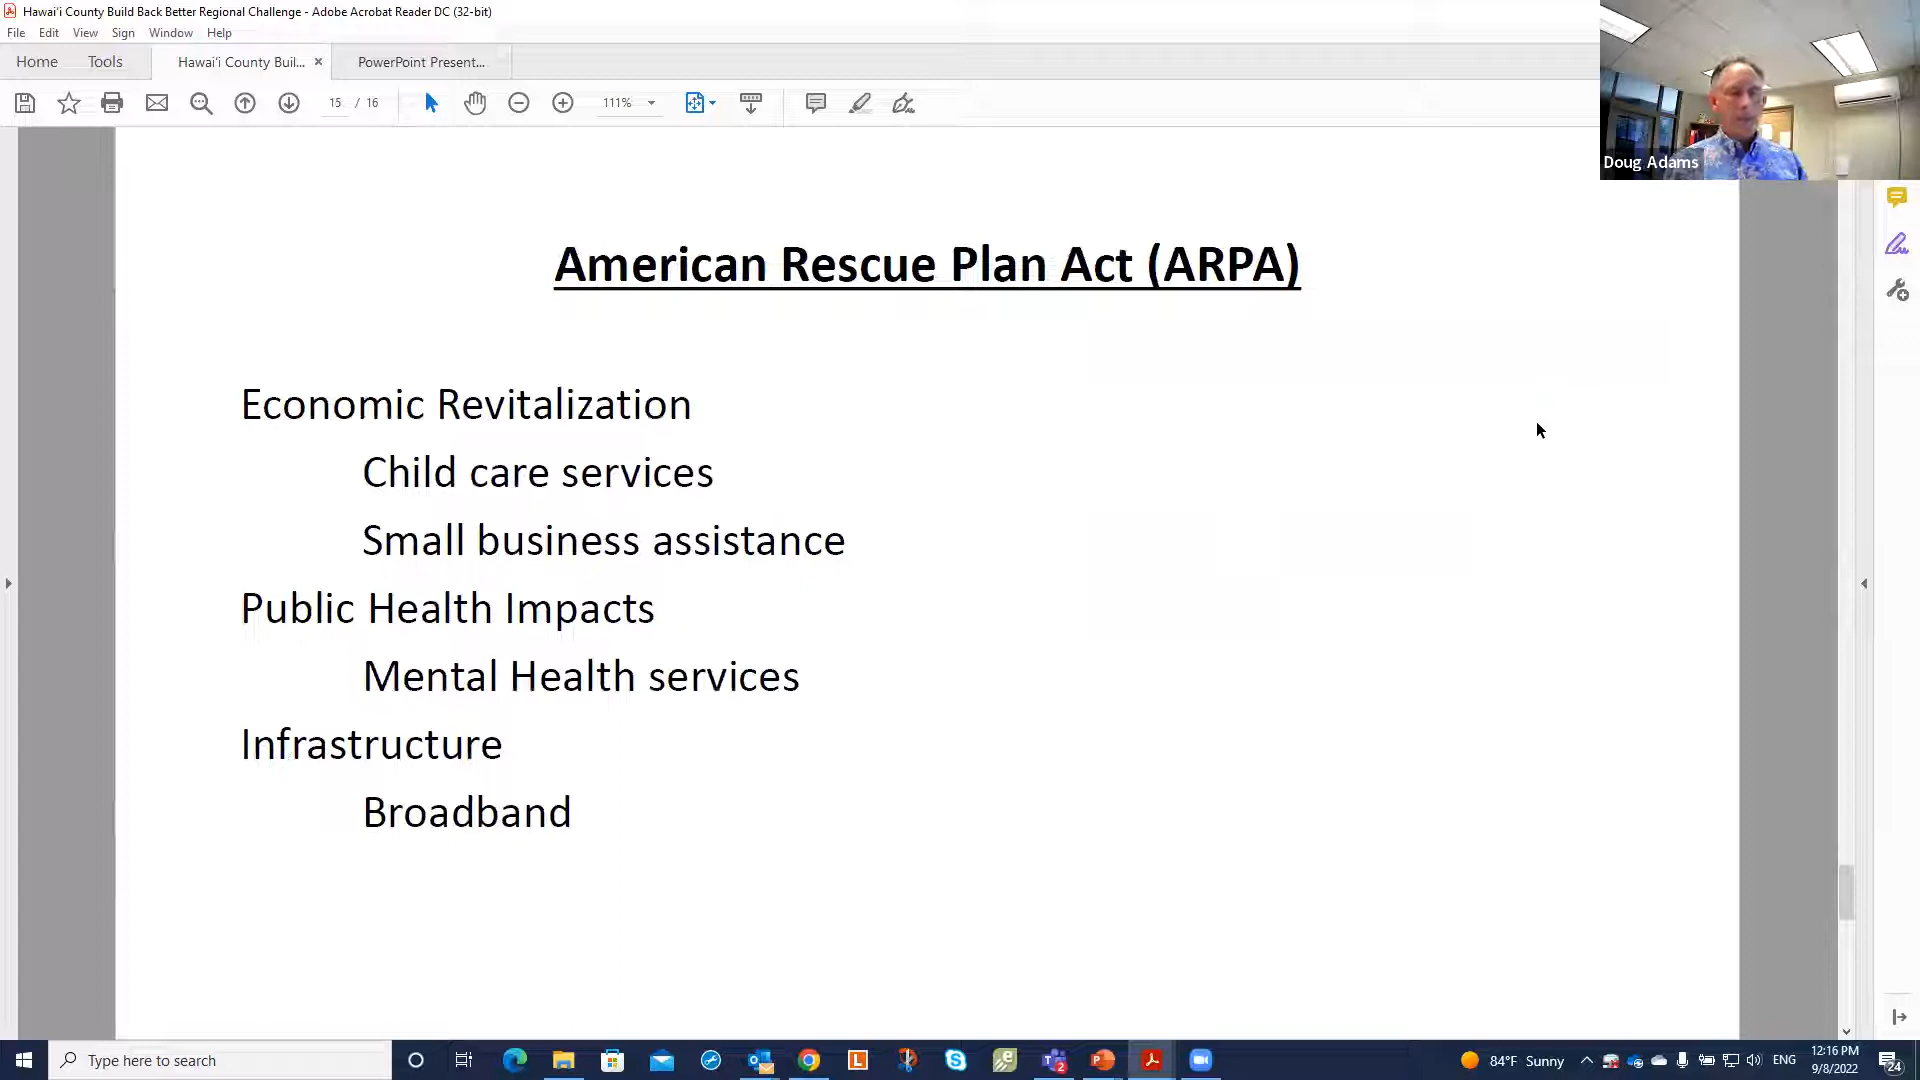 Hawai'i County Build Back Better Regional Challenge - Adobe Acrobat Reader DC (32-bit)
File Edit View Sign Window Help
Home Tools Hawai'i County Buil... × PowerPoint Present...
15 / 16 111%
Doug Adams
American Rescue Plan Act (ARPA)
Economic Revitalization
Child care services
Small business assistance
Public Health Impacts
Mental Health services
Infrastructure
Broadband
Type here to search
L
2
84°F Sunny
ENG
12:16 PM
9/8/2022
24